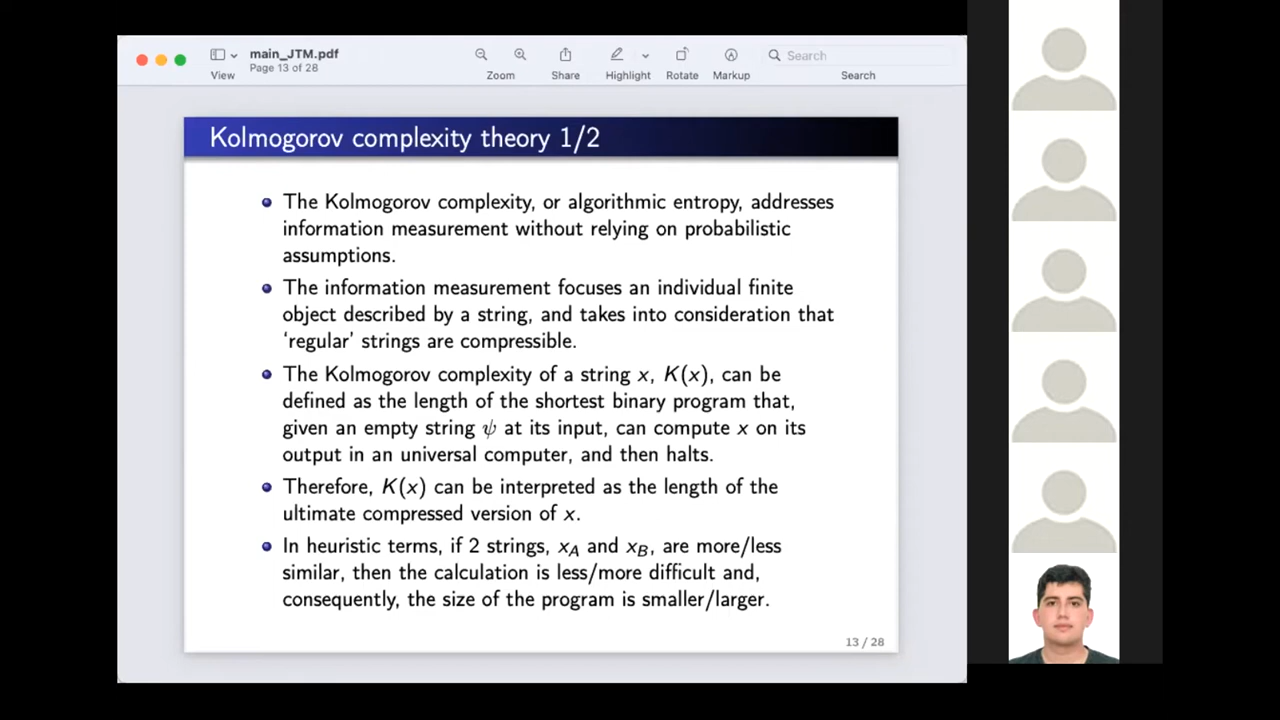 main_JTM.pdf
Page 13 of 28
View
Zoom
Share
Highlight
Rotate
Markup
Search
Search
Kolmogorov complexity theory 1/2
The Kolmogorov complexity, or algorithmic entropy, addresses
information measurement without relying on probabilistic
assumptions.
The information measurement focuses an individual finite
object described by a string, and takes into consideration that
‘regular’ strings are compressible.
The Kolmogorov complexity of a string x, K(x), can be
defined as the length of the shortest binary program that,
given an empty string ψ at its input, can compute x on its
output in an universal computer, and then halts.
Therefore, K(x) can be interpreted as the length of the
ultimate compressed version of x.
In heuristic terms, if 2 strings, x_A and x_B, are more/less
similar, then the calculation is less/more difficult and,
consequently, the size of the program is smaller/larger.
13 / 28